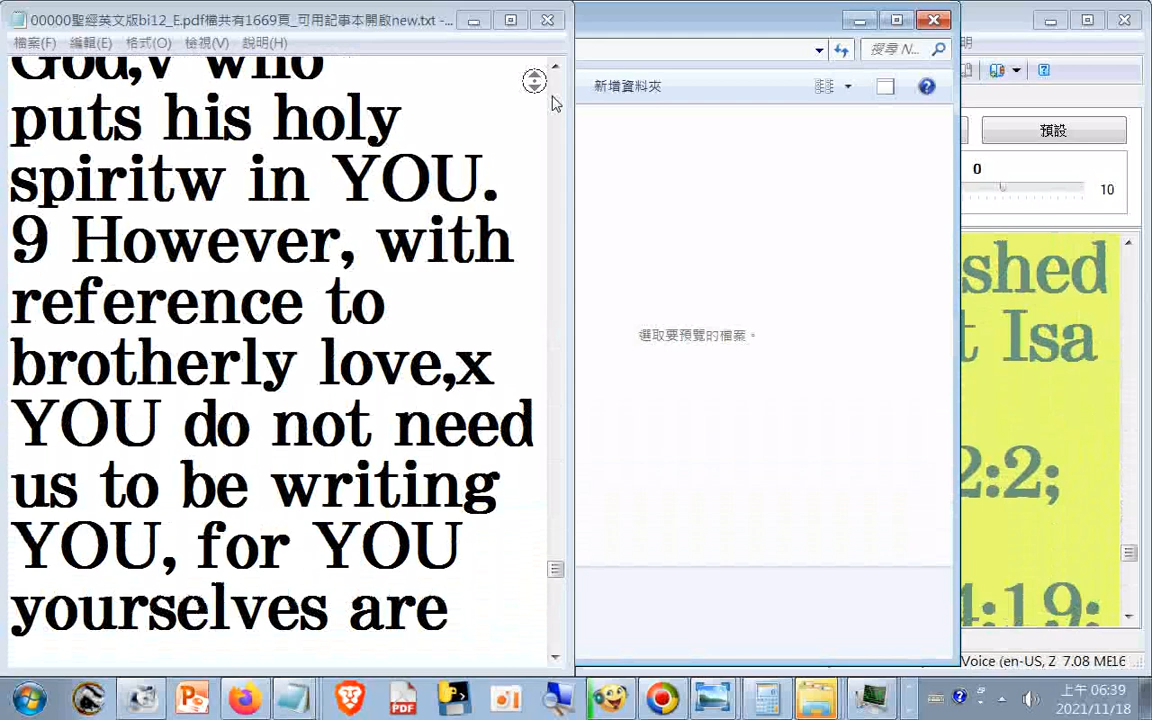 00000聖經英文版bi12_E.pdf檔共有1669頁_可用記事本開啟new.txt -...
檔案(F) 編輯(E) 格式(O) 檢視(V) 說明(H)
God,v who
puts his holy
spiritw in YOU.
9 However, with
reference to
brotherly love,x
YOU do not need
us to be writing
YOU, for YOU
yourselves are
搜尋 N...
新增資料夾
選取要預覽的檔案。
明
預設
0
10
shed
t Isa
2:2;
4:19:
Voice (en-US, Z 7.08 ME16
上午 06:39
2021/11/18